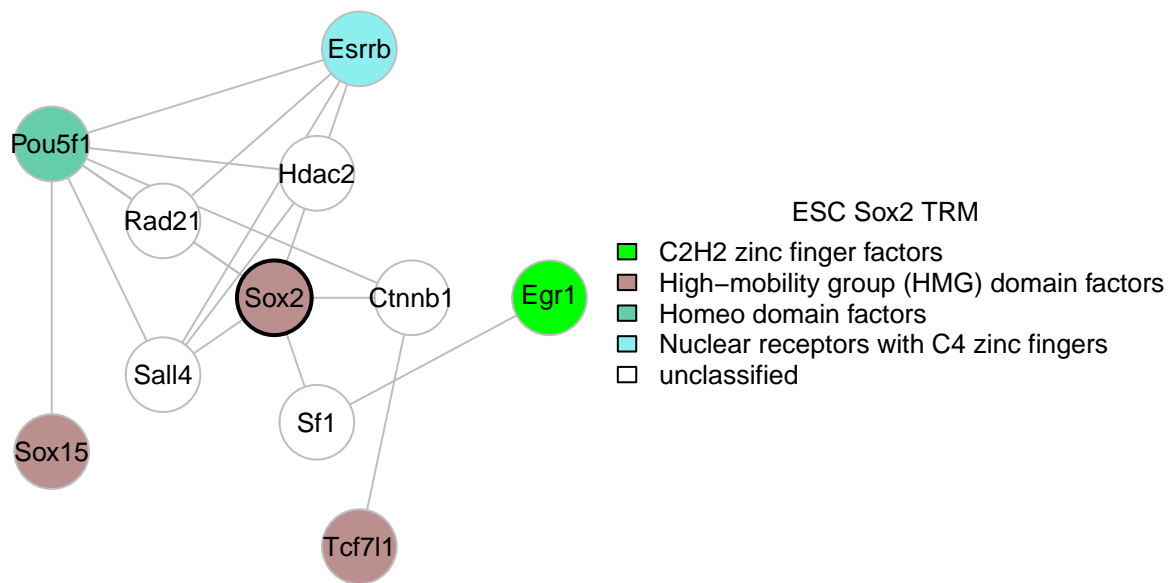 Esrrb
Pou5f1
Hdac2
Rad21
Sox2
Ctnnb1
Egr1
Sall4
Sf1
Sox15
Tcf7l1
ESC Sox2 TRM
C2H2 zinc finger factors
High−mobility group (HMG) domain factors
Homeo domain factors
Nuclear receptors with C4 zinc fingers
unclassified